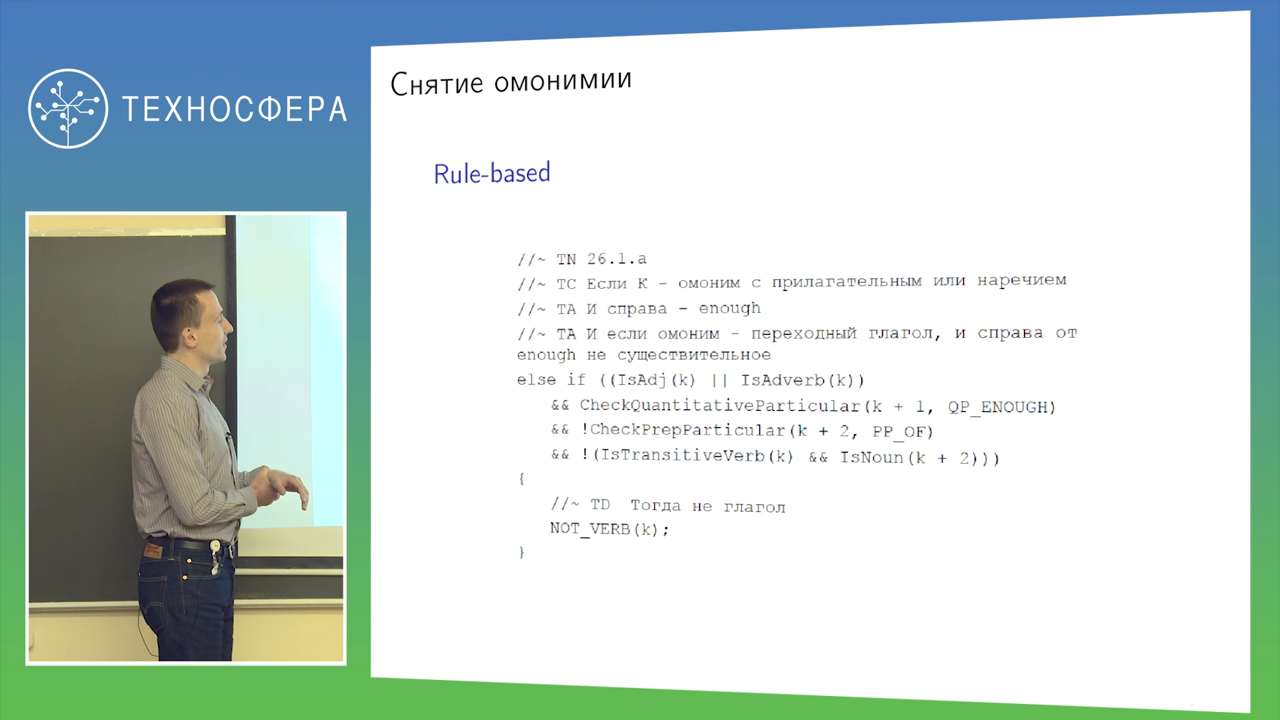 ТЕХНОСФЕРА
Снятие омонимии
Rule-based
//~ TN 26.1.a
//~ TC Если К - омоним с прилагательным или наречием
//~ TA И справа - enough
//~ TA И если омоним - переходный глагол, и справа от
enough не существительное
else if ((IsAdj(k) || IsAdverb(k))
&& CheckQuantitativeParticular(k + 1, QP_ENOUGH)
&& !CheckPrepParticular(k + 2, PP_OF)
&& !(IsTransitiveVerb(k) && IsNoun(k + 2)))
{
//~ TD Тогда не глагол
NOT_VERB(k);
}